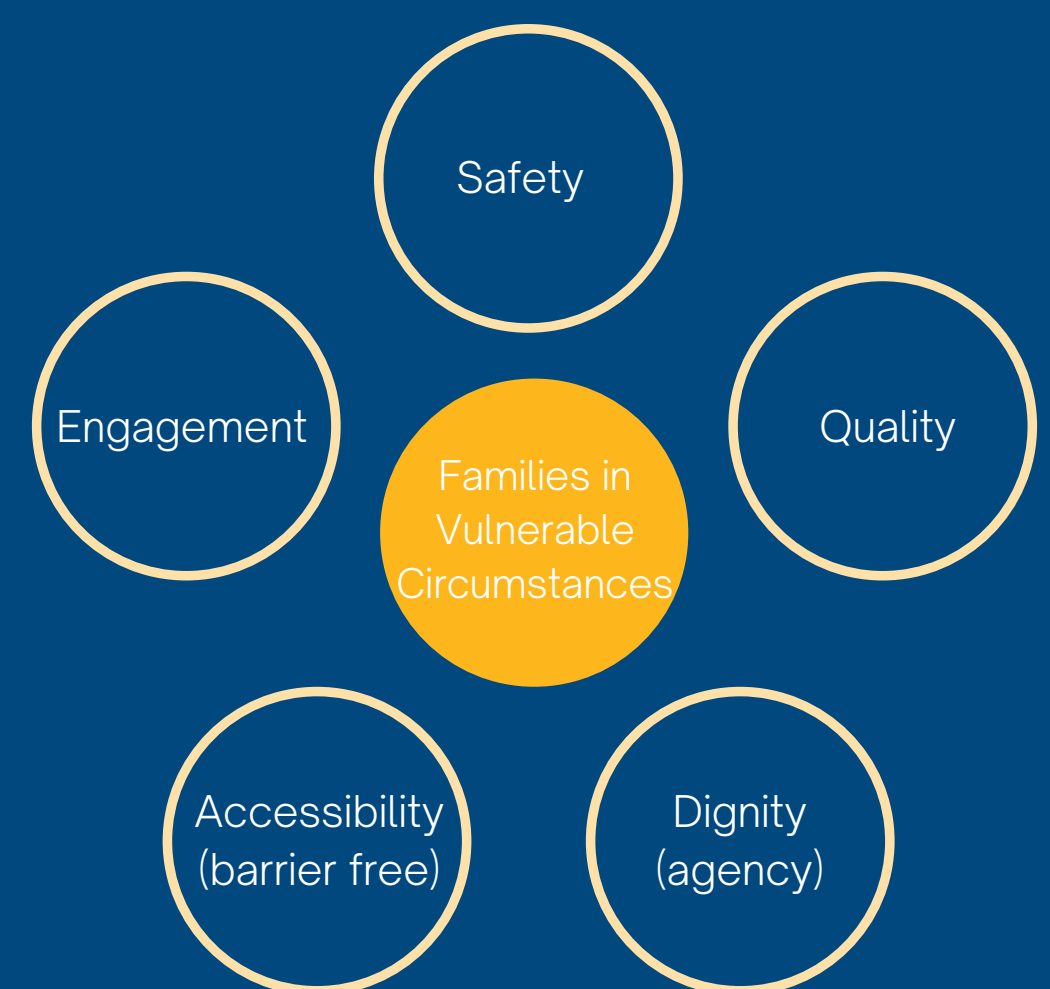 Safety
Engagement
Quality
Families in
Vulnerable
Circumstances
Accessibility
(barrier free)
Dignity
(agency)